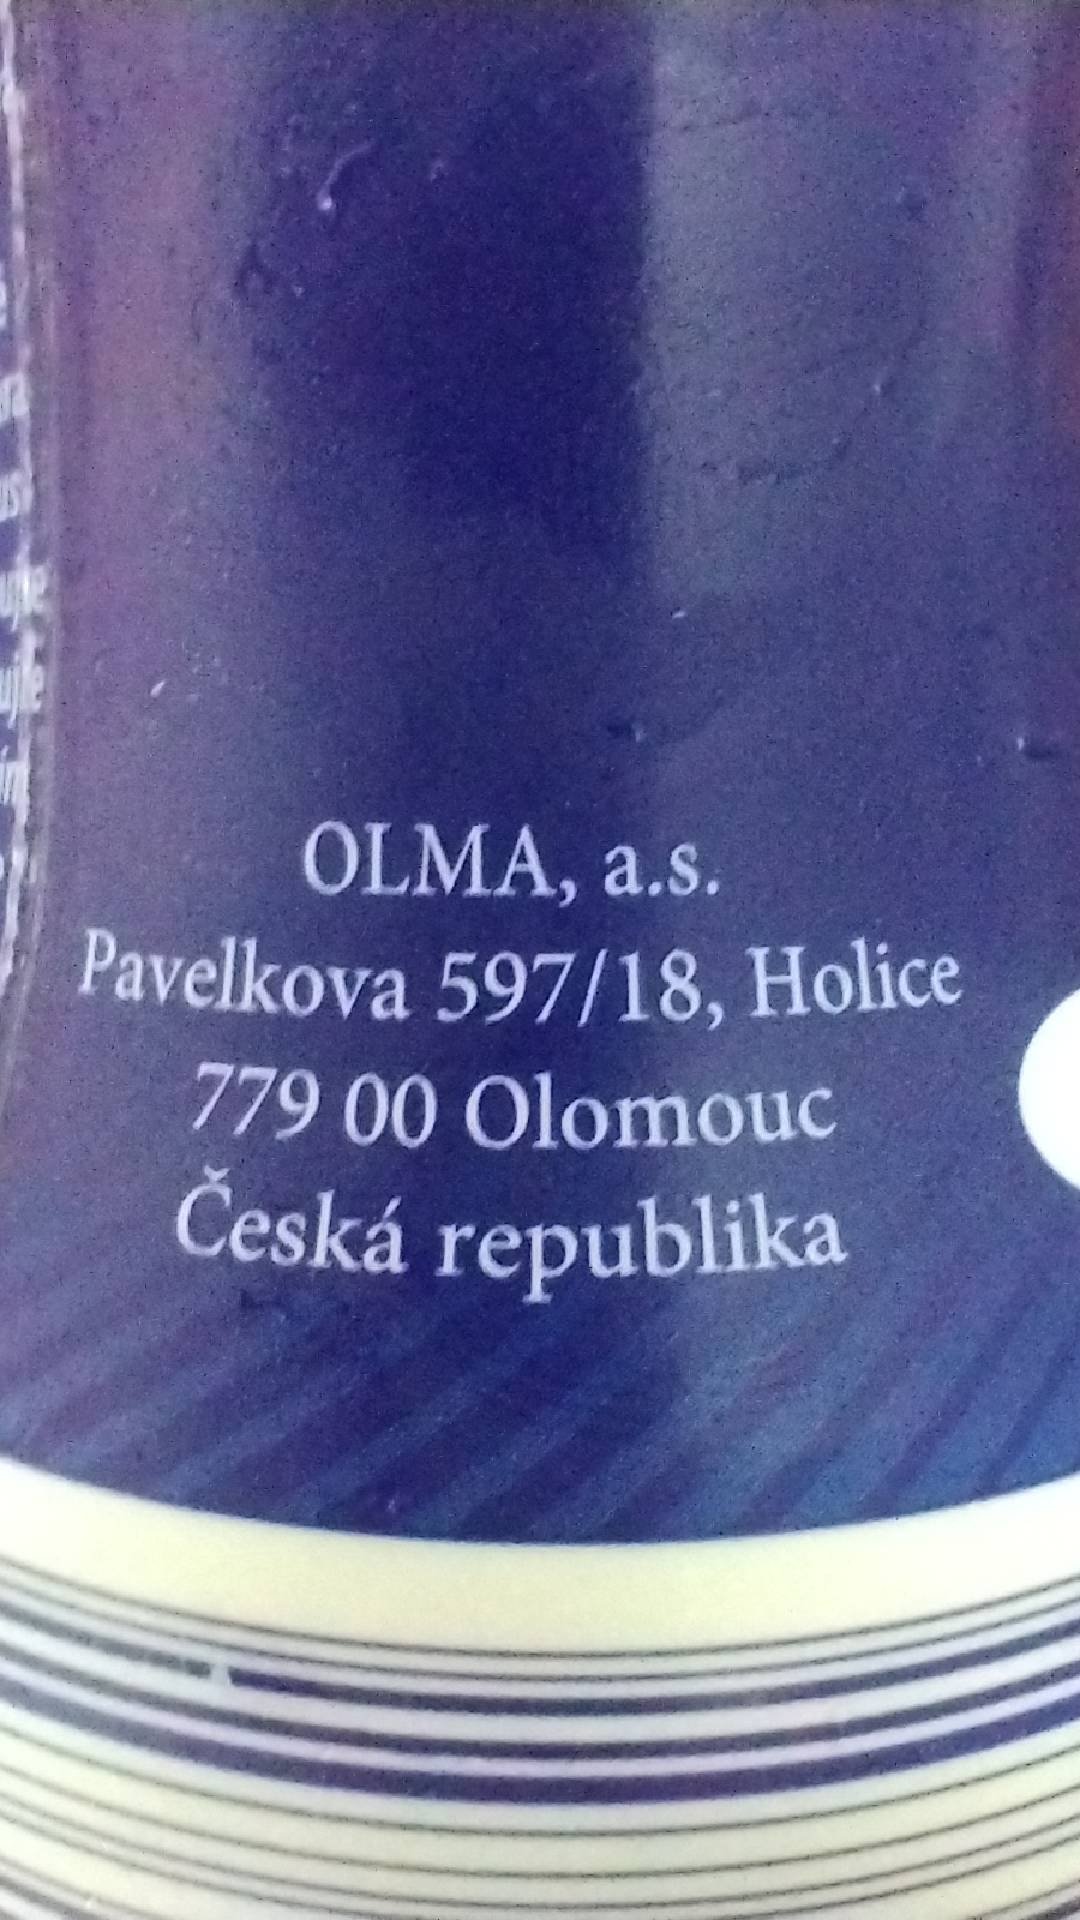 OLMA, a.s.
Pavelkova 597/18, Holice
779 00 Olomouc
Česká republika